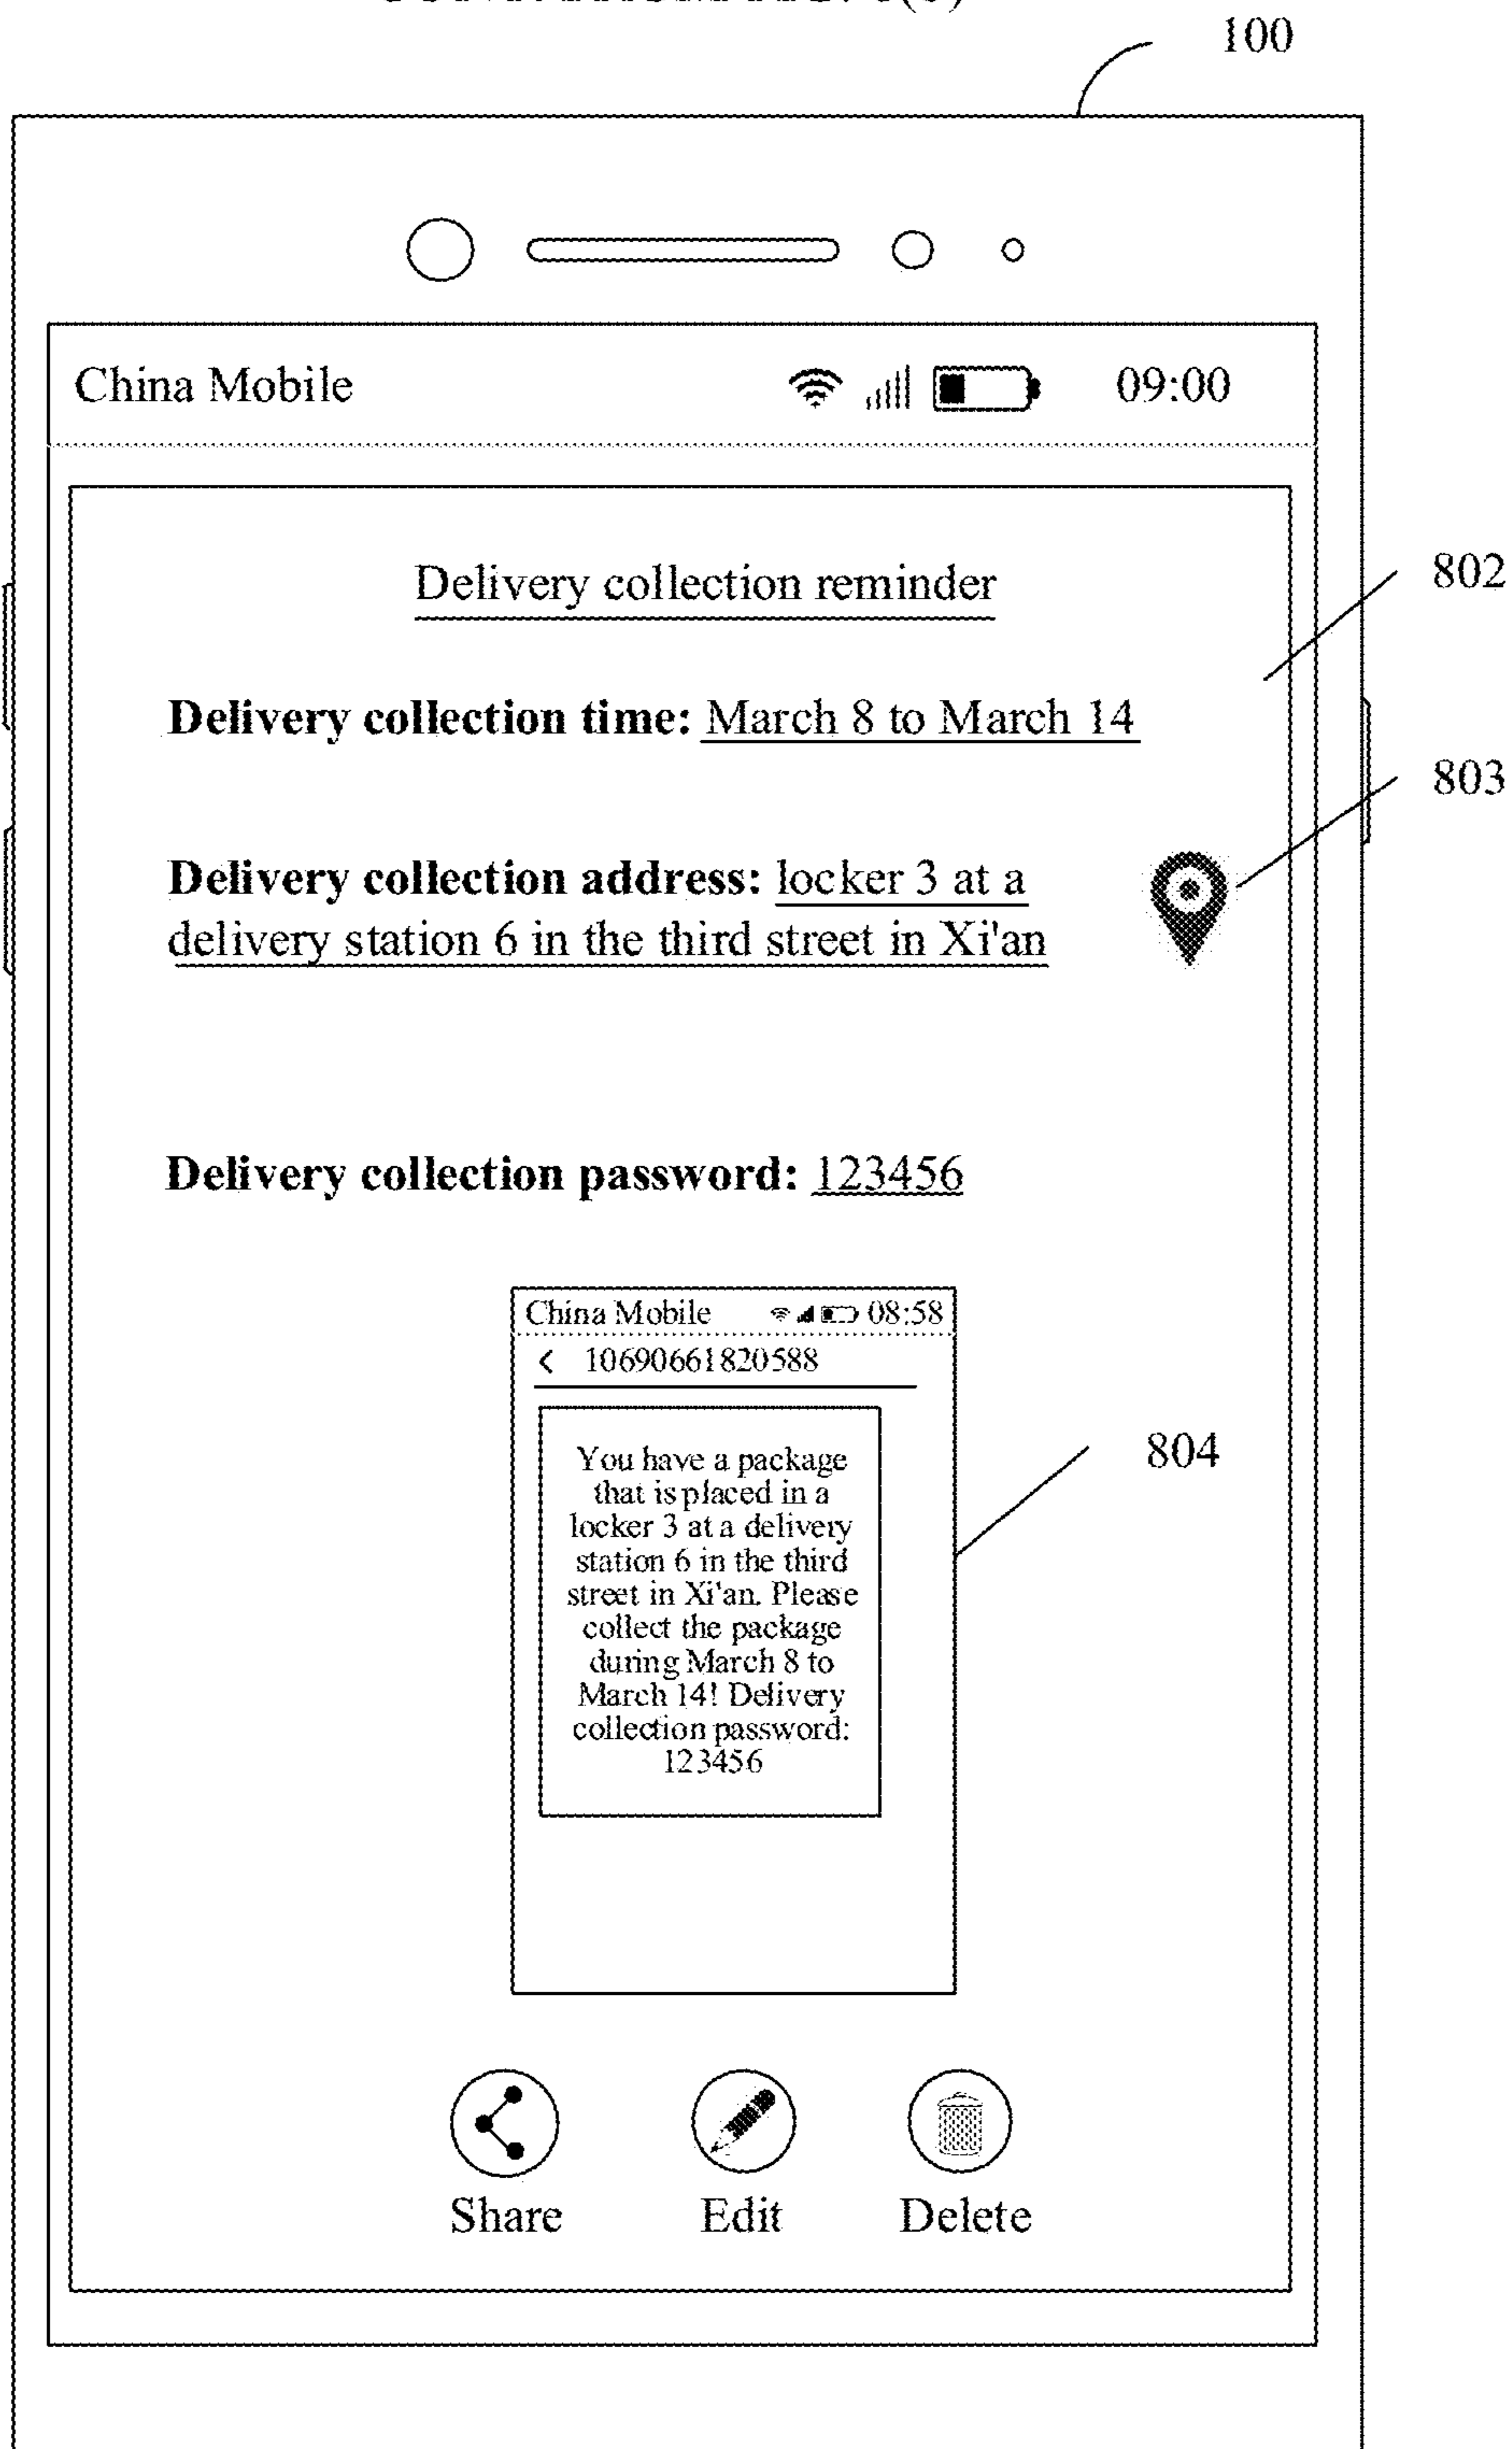 100
China Mobile 09:00
Delivery collection reminder
802
Delivery collection time: March 8 to March 14
803
Delivery collection address: locker 3 at a
delivery station 6 in the third street in Xi'an
Delivery collection password: 123456
China Mobile 08:58
< 10690661820588
804
You have a package
that is placed in a
locker 3 at a delivery
station 6 in the third
street in Xi'an. Please
collect the package
during March 8 to
March 14! Delivery
collection password:
123456
Share Edit Delete